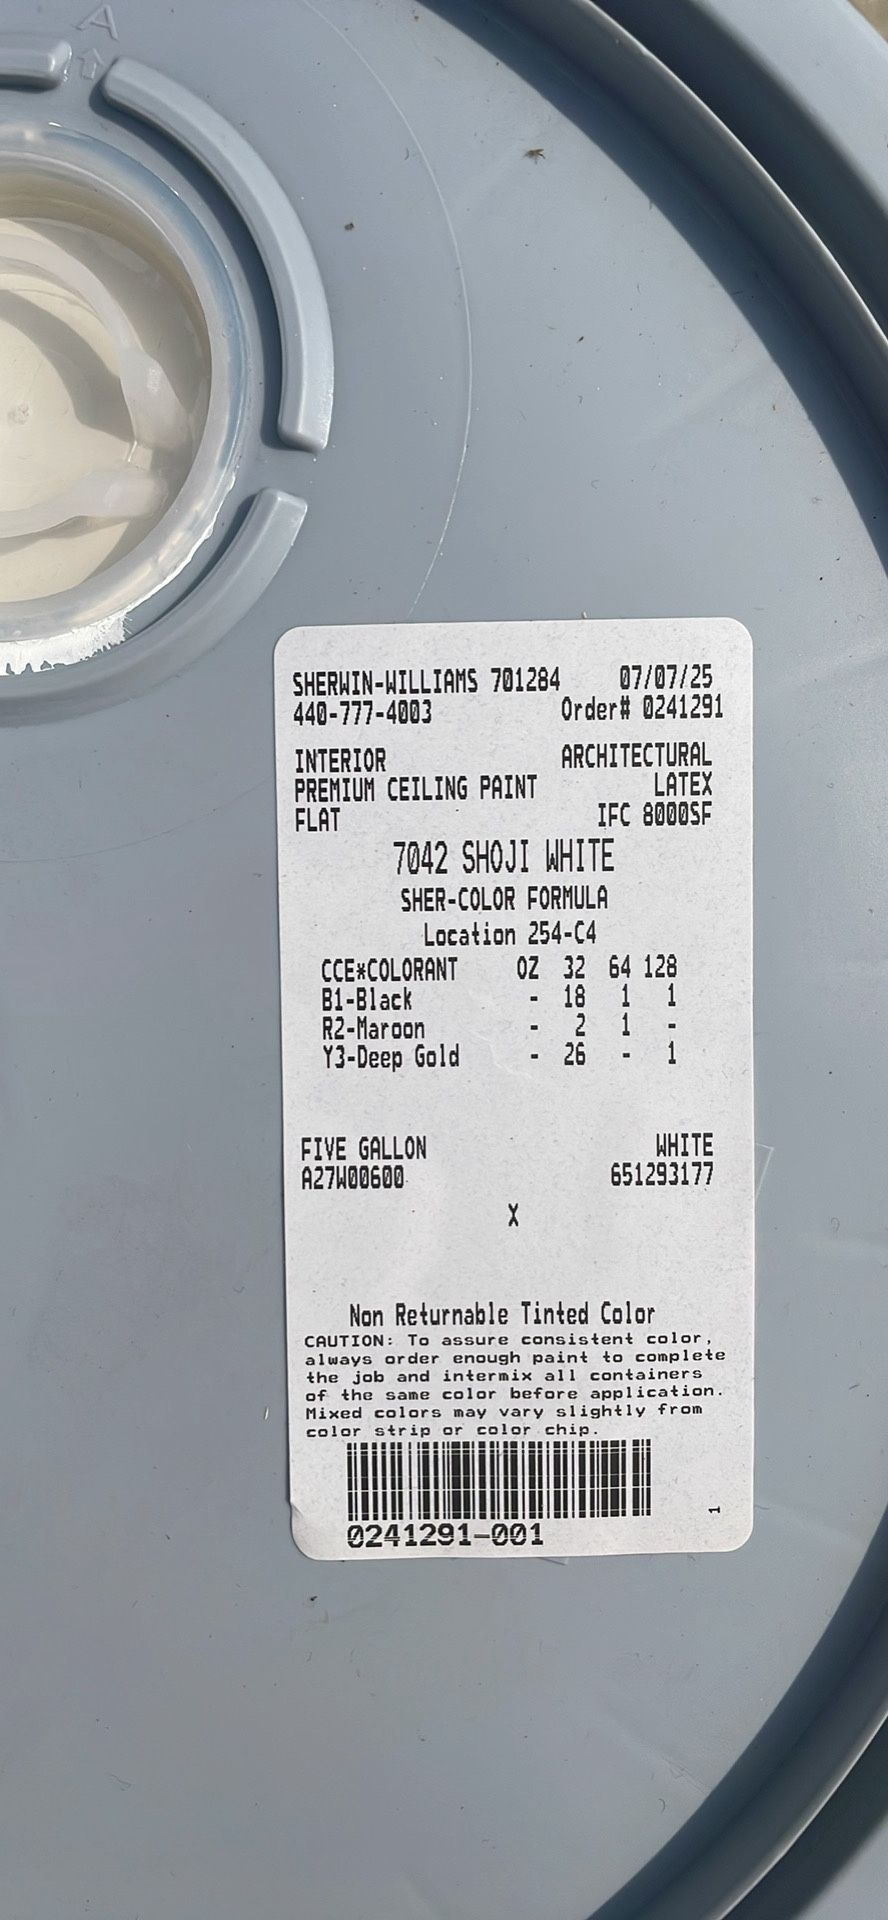 A
SHERWIN-WILLIAMS 701284 07/07/25
440-777-4003 Order# 0241291
INTERIOR ARCHITECTURAL
PREMIUM CEILING PAINT LATEX
FLAT IFC 8000SF
7042 SHOJI WHITE
SHER-COLOR FORMULA
Location 254-C4
CCE*COLORANT OZ 32 64 128
B1-Black - 18 1 1
R2-Maroon - 2 1 -
Y3-Deep Gold - 26 - 1
FIVE GALLON WHITE
A27W00600 651293177
X
Non Returnable Tinted Color
CAUTION: To assure consistent color,
always order enough paint to complete
the job and intermix all containers
of the same color before application.
Mixed colors may vary slightly from
color strip or color chip.
0241291-001
1